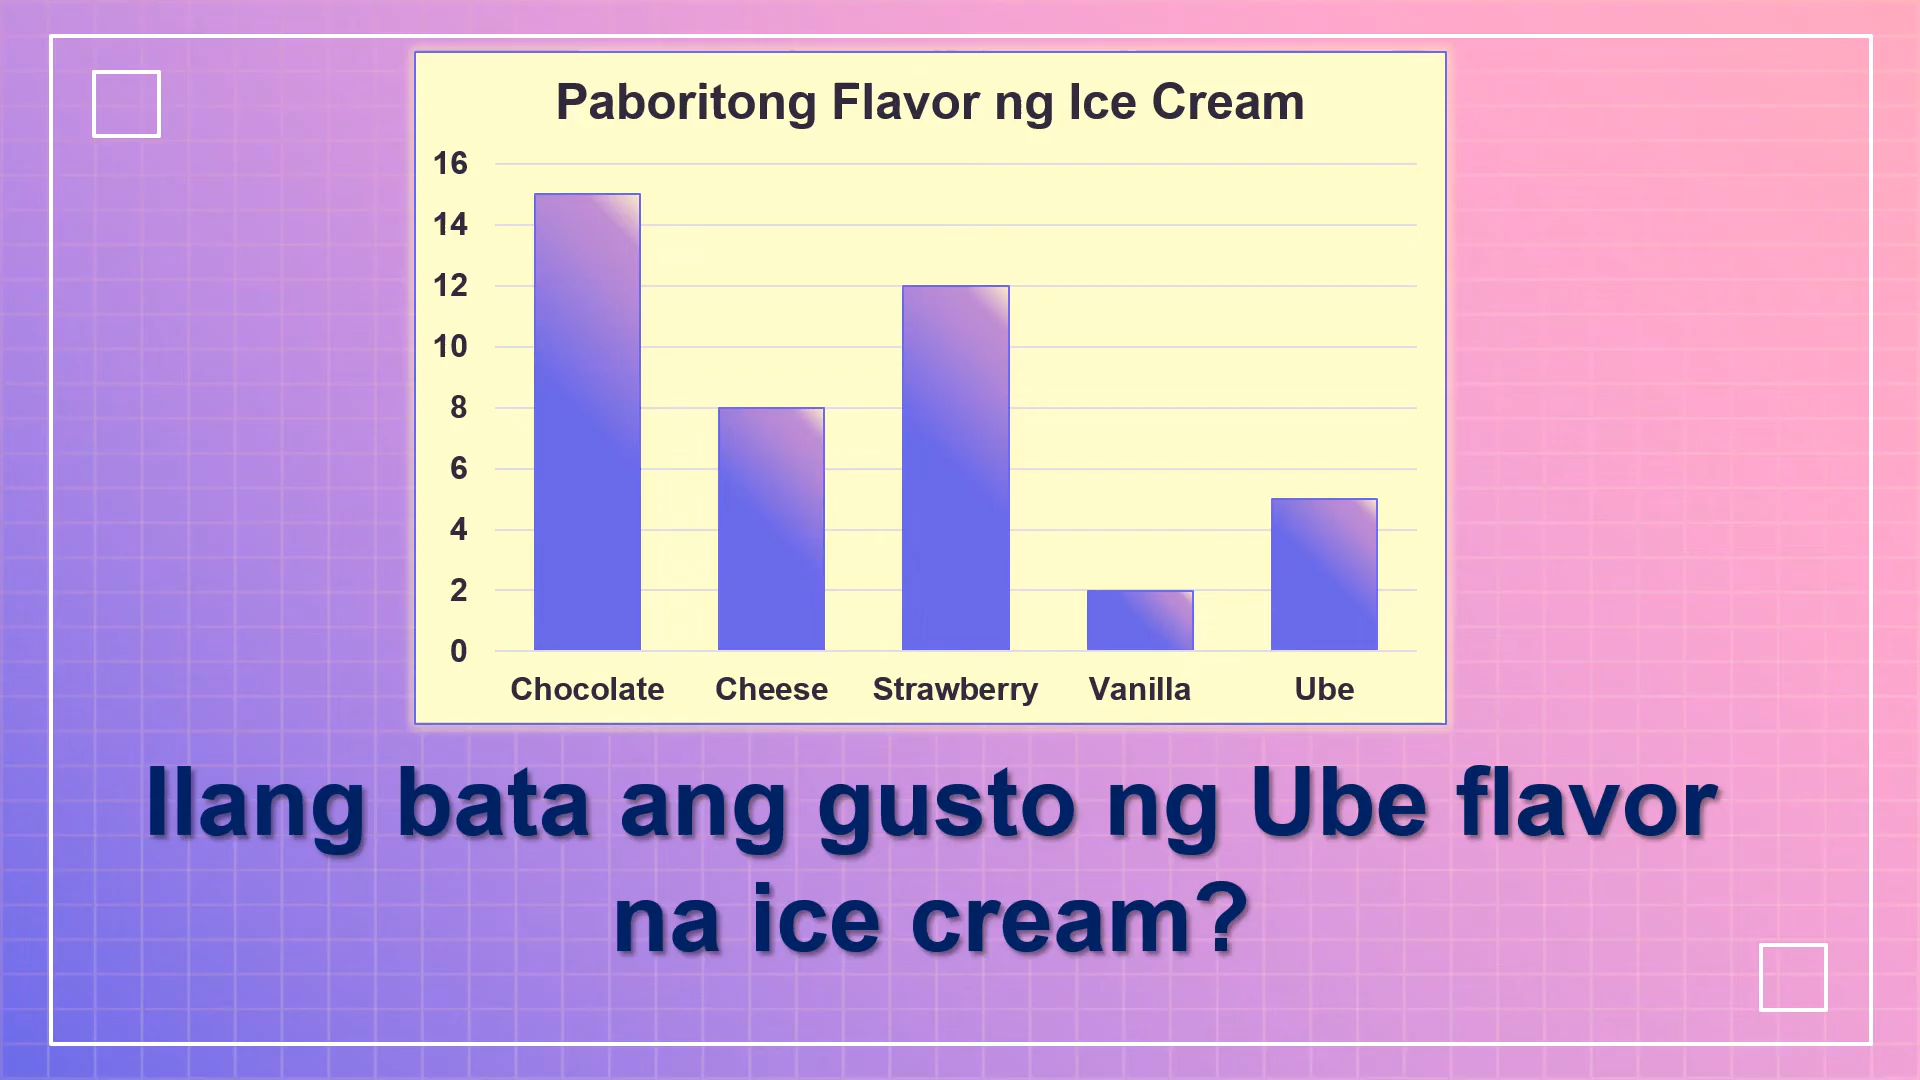 Paboritong Flavor ng Ice Cream
16
14
12
10
8
6
4
2
0
Chocolate Cheese Strawberry Vanilla Ube
Ilang bata ang gusto ng Ube flavor
na ice cream?